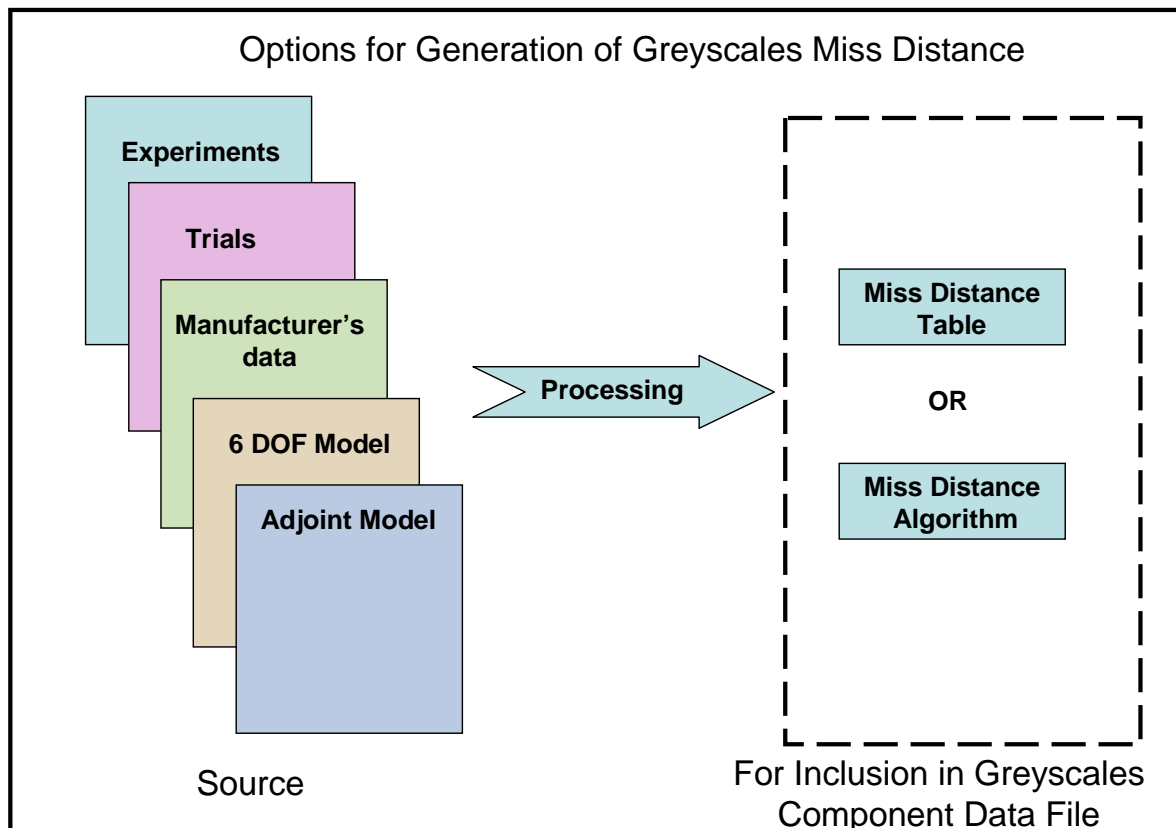 Options for Generation of Greyscales Miss Distance
Experiments
Trials
Manufacturer's
data
6 DOF Model
Adjoint Model
Source
Processing
Miss Distance
Table
OR
Miss Distance
Algorithm
For Inclusion in Greyscales
Component Data File